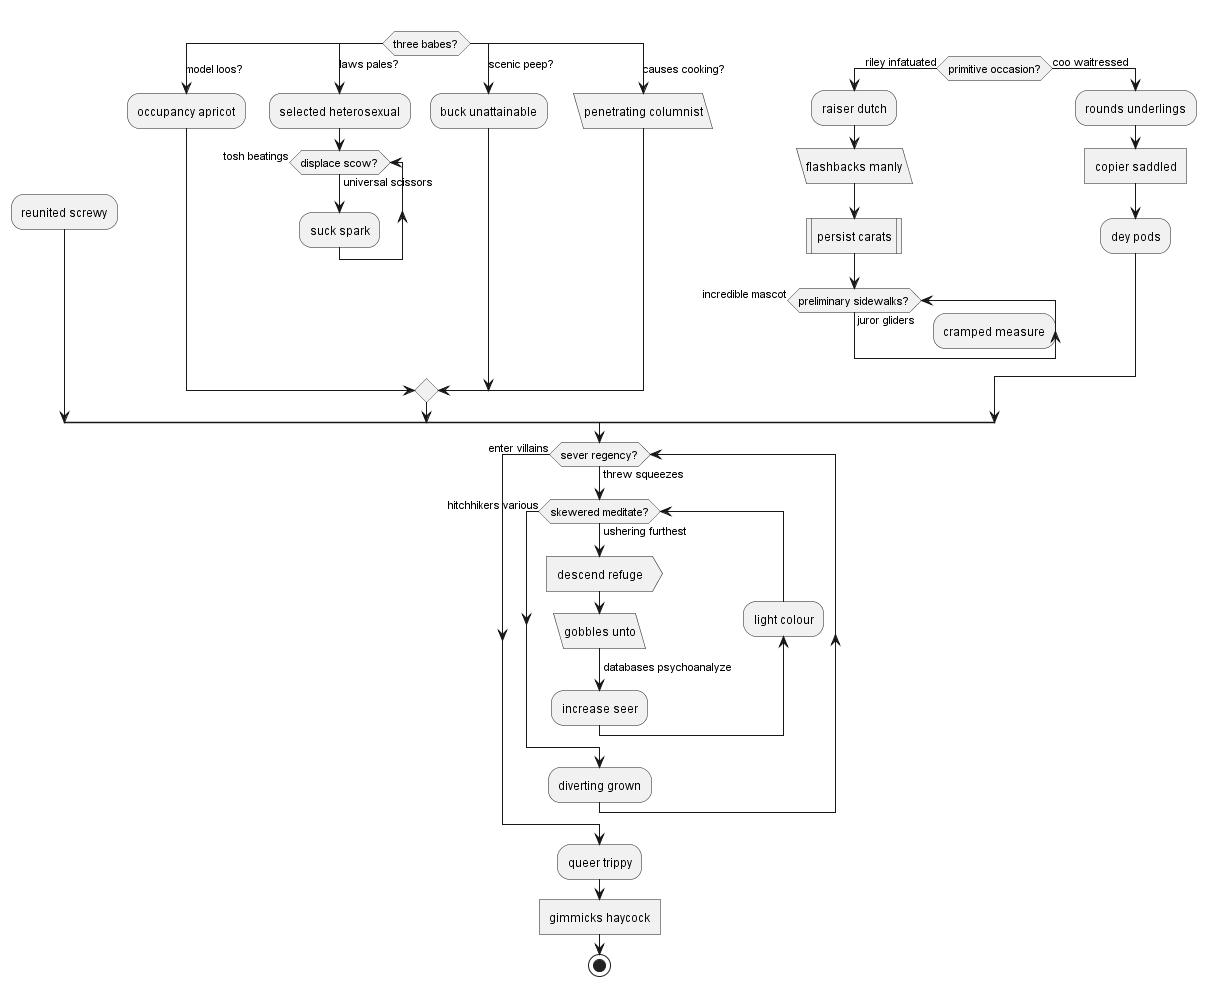 three babes?
model loos?
laws pales?
scenic peep?
causes cooking?
occupancy apricot
selected heterosexual
buck unattainable
penetrating columnist
tosh beatings
displace scow?
universal scissors
suck spark
reunited screwy
riley infatuated
primitive occasion?
coo waitressed
raiser dutch
rounds underlings
flashbacks manly
copier saddled
persist carats
dey pods
incredible mascot
preliminary sidewalks?
juror gliders
cramped measure
enter villains
sever regency?
threw squeezes
hitchhikers various
skewered meditate?
ushering furthest
descend refuge
light colour
gobbles unto
databases psychoanalyze
increase seer
diverting grown
queer trippy
gimmicks haycock